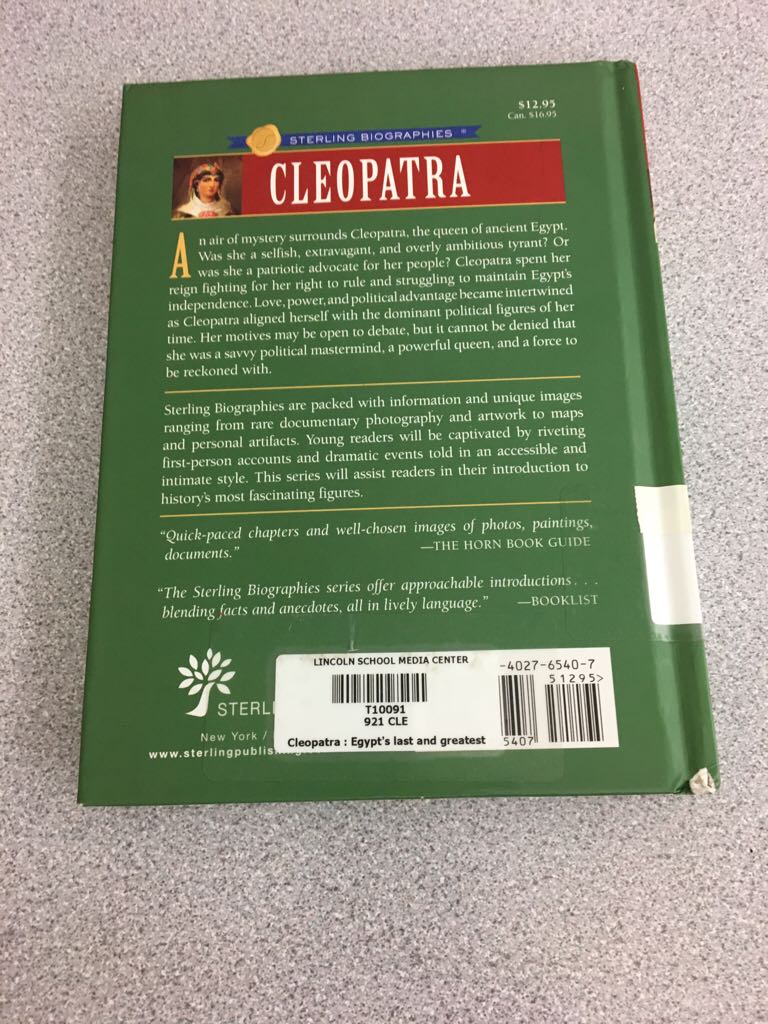 $12.95
Can. $16.95
STERLING BIOGRAPHIES ®
CLEOPATRA
An air of mystery surrounds Cleopatra, the queen of ancient Egypt.
Was she a selfish, extravagant, and overly ambitious tyrant? Or
was she a patriotic advocate for her people? Cleopatra spent her
reign fighting for her right to rule and struggling to maintain Egypt's
independence. Love, power, and political advantage became intertwined
as Cleopatra aligned herself with the dominant political figures of her
time. Her motives may be open to debate, but it cannot be denied that
she was a savvy political mastermind, a powerful queen, and a force to
be reckoned with.
Sterling Biographies are packed with information and unique images
ranging from rare documentary photography and artwork to maps
and personal artifacts. Young readers will be captivated by riveting
first-person accounts and dramatic events told in an accessible and
intimate style. This series will assist readers in their introduction to
history's most fascinating figures.
"Quick-paced chapters and well-chosen images of photos, paintings,
documents." —THE HORN BOOK GUIDE
"The Sterling Biographies series offer approachable introductions . . .
blending facts and anecdotes, all in lively language." —BOOKLIST
STERL
New York /
www.sterlingpublish
LINCOLN SCHOOL MEDIA CENTER
T10091
921 CLE
Cleopatra : Egypt's last and greatest
-4027-6540-7
51295>
5407